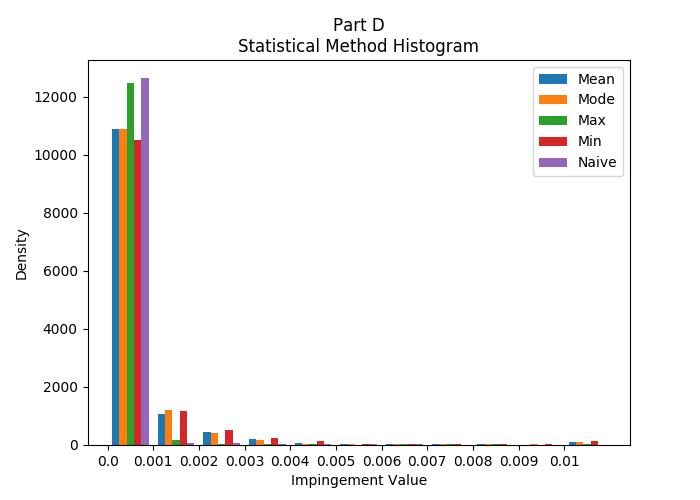 Part D
Statistical Method Histogram
Mean
Mode
Max
Min
Naive
12000
10000
8000
6000
4000
2000
0
Density
0.0 0.001 0.002 0.003 0.004 0.005 0.006 0.007 0.008 0.009 0.01
Impingement Value